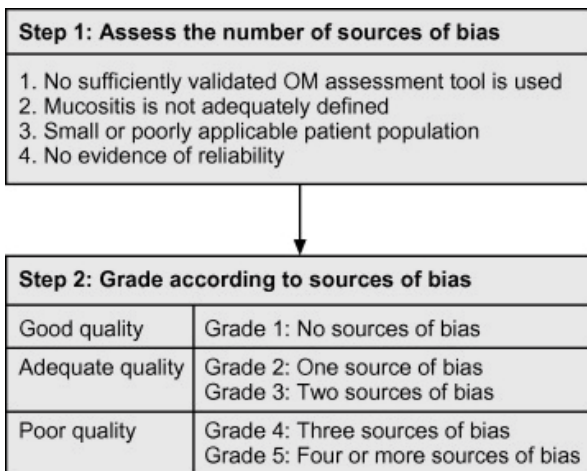 Step 1: Assess the number of sources of bias
1. No sufficiently validated OM assessment tool is used
2. Mucositis is not adequately defined
3. Small or poorly applicable patient population
4. No evidence of reliability
Step 2: Grade according to sources of bias
Good quality Grade 1: No sources of bias
Adequate quality Grade 2: One source of bias
Grade 3: Two sources of bias
Poor quality Grade 4: Three sources of bias
Grade 5: Four or more sources of bias